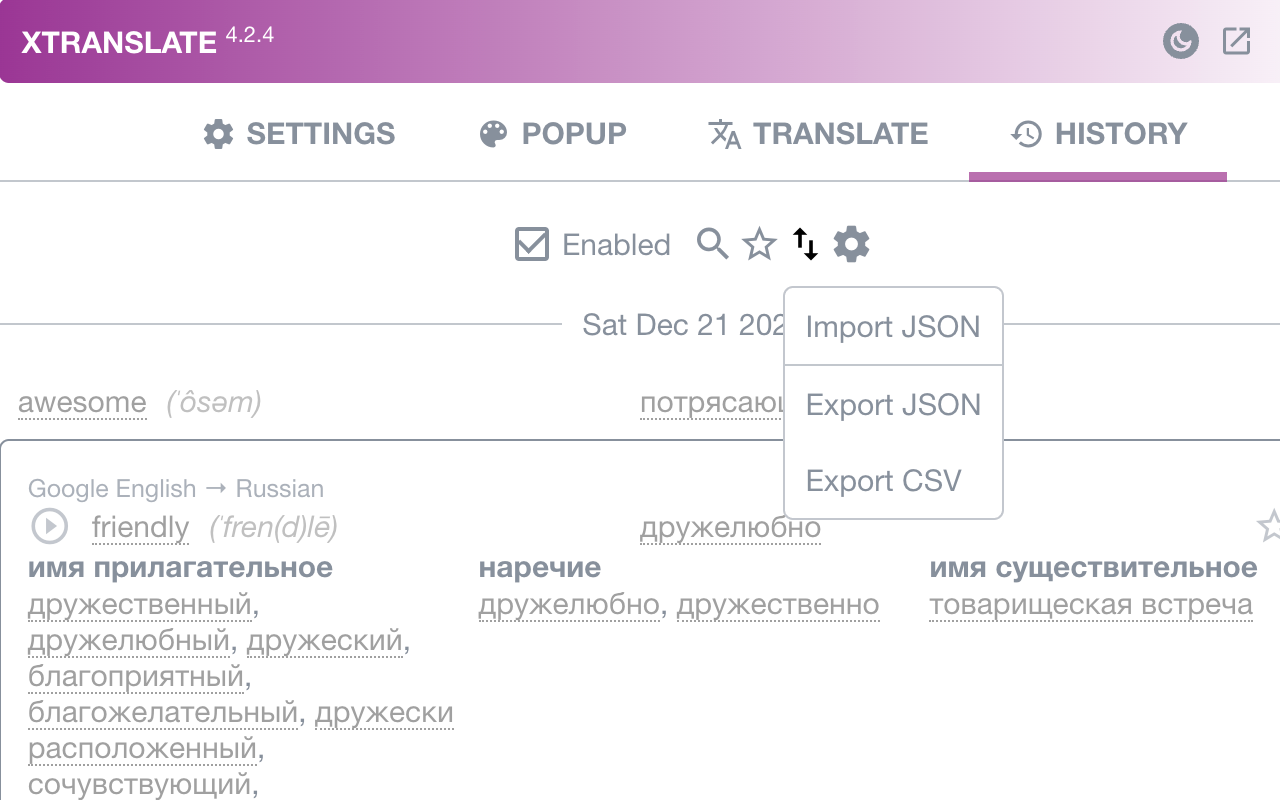 XTRANSLATE 4.2.4
SETTINGS POPUP TRANSLATE HISTORY
Enabled
Sat Dec 21
Import JSON
awesome (ˈôsəm)
Export JSON
Export CSV
Google English → Russian
friendly (ˈfren(d)lē) дружелюбно
имя прилагательное наречие имя существительное
дружественный, дружелюбно, дружественно товарищеская встреча
дружелюбный, дружеский,
благоприятный,
благожелательный, дружески
расположенный,
сочувствующий,